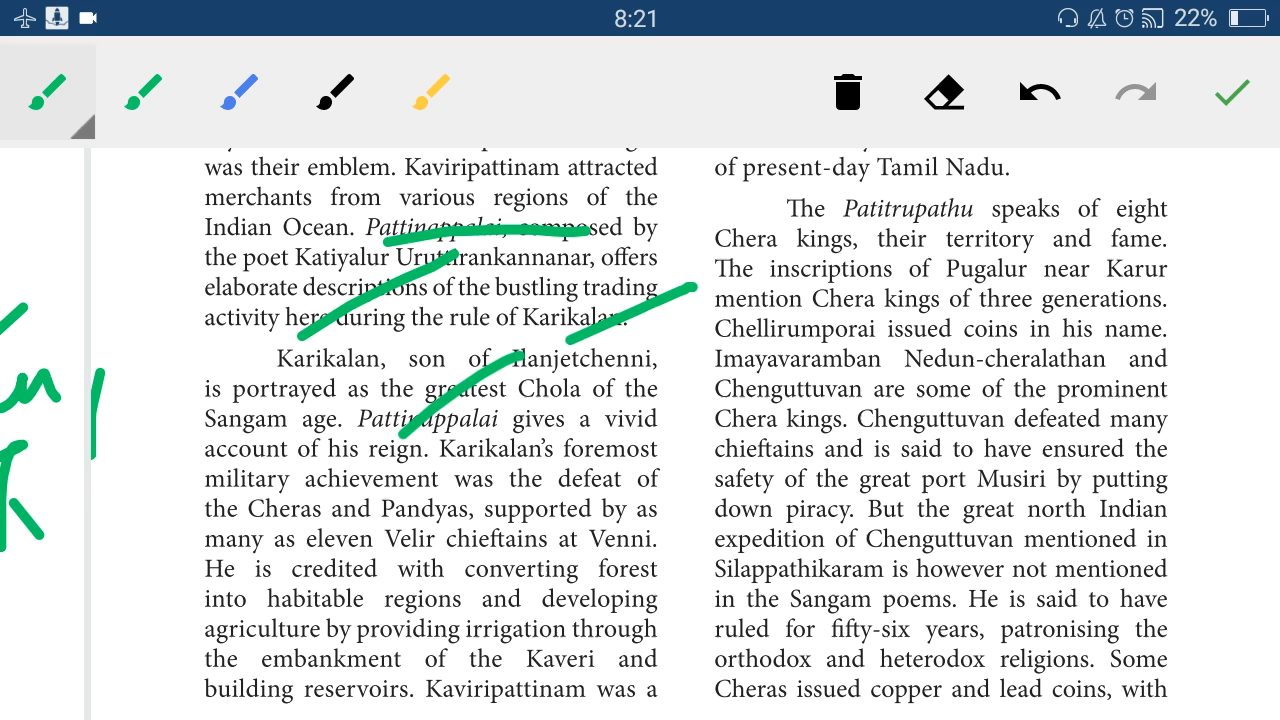 8:21
22%
was their emblem. Kaviripattinam attracted
merchants from various regions of the
Indian Ocean. Pattinappalai, composed by
the poet Katiyalur Uruttirankannanar, offers
elaborate descriptions of the bustling trading
activity here during the rule of Karikalan.
Karikalan, son of Ilanjetchenni,
is portrayed as the greatest Chola of the
Sangam age. Pattinappalai gives a vivid
account of his reign. Karikalan’s foremost
military achievement was the defeat of
the Cheras and Pandyas, supported by as
many as eleven Velir chieftains at Venni.
He is credited with converting forest
into habitable regions and developing
agriculture by providing irrigation through
the embankment of the Kaveri and
building reservoirs. Kaviripattinam was a
of present-day Tamil Nadu.
The Patitrupathu speaks of eight
Chera kings, their territory and fame.
The inscriptions of Pugalur near Karur
mention Chera kings of three generations.
Chellirumporai issued coins in his name.
Imayavaramban Nedun-cheralathan and
Chenguttuvan are some of the prominent
Chera kings. Chenguttuvan defeated many
chieftains and is said to have ensured the
safety of the great port Musiri by putting
down piracy. But the great north Indian
expedition of Chenguttuvan mentioned in
Silappathikaram is however not mentioned
in the Sangam poems. He is said to have
ruled for fifty-six years, patronising the
orthodox and heterodox religions. Some
Cheras issued copper and lead coins, with